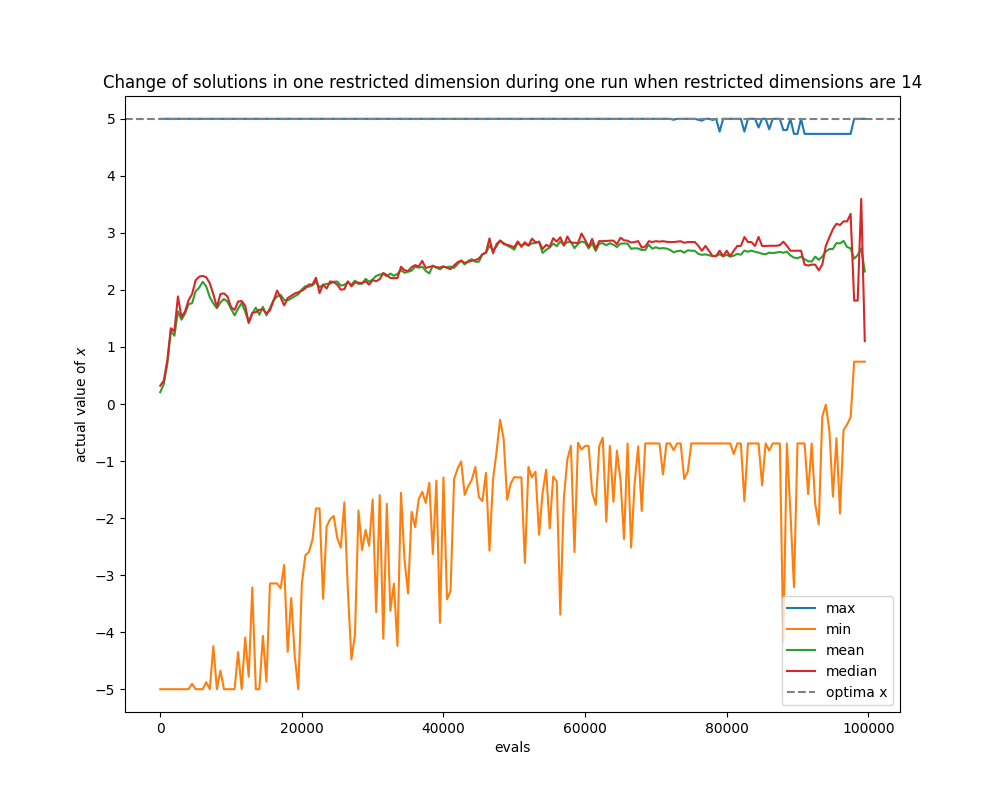 Change of solutions in one restricted dimension during one run when restricted dimensions are 14
5
4
3
2
1
0
−1
−2
−3
−4
−5
actual value of x
0 20000 40000 60000 80000 100000
evals
max
min
mean
median
optima x